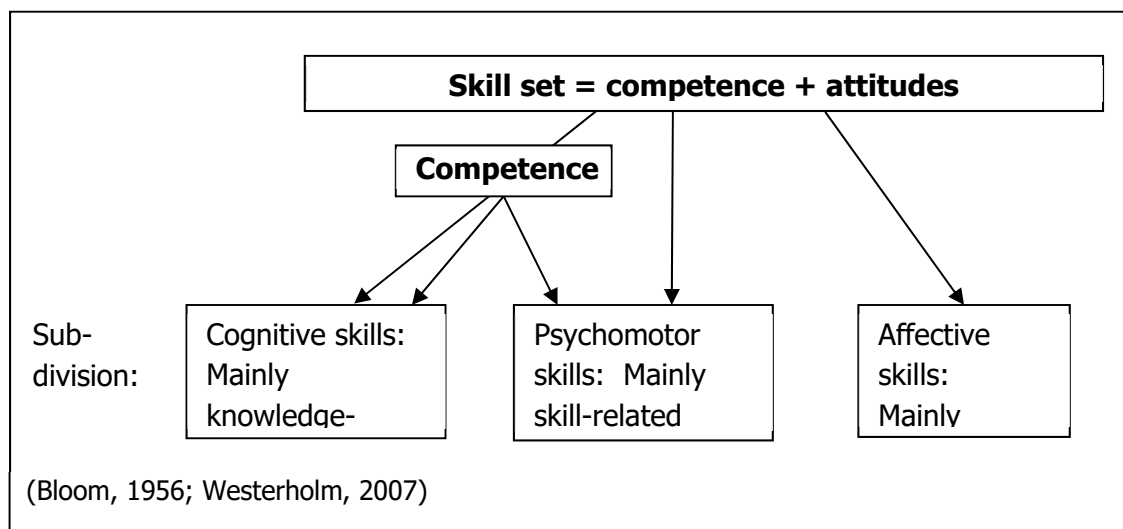 Skill set = competence + attitudes
Competence
Sub-
division:
Cognitive skills:
Mainly
knowledge-
Psychomotor
skills: Mainly
skill-related
Affective
skills:
Mainly
(Bloom, 1956; Westerholm, 2007)